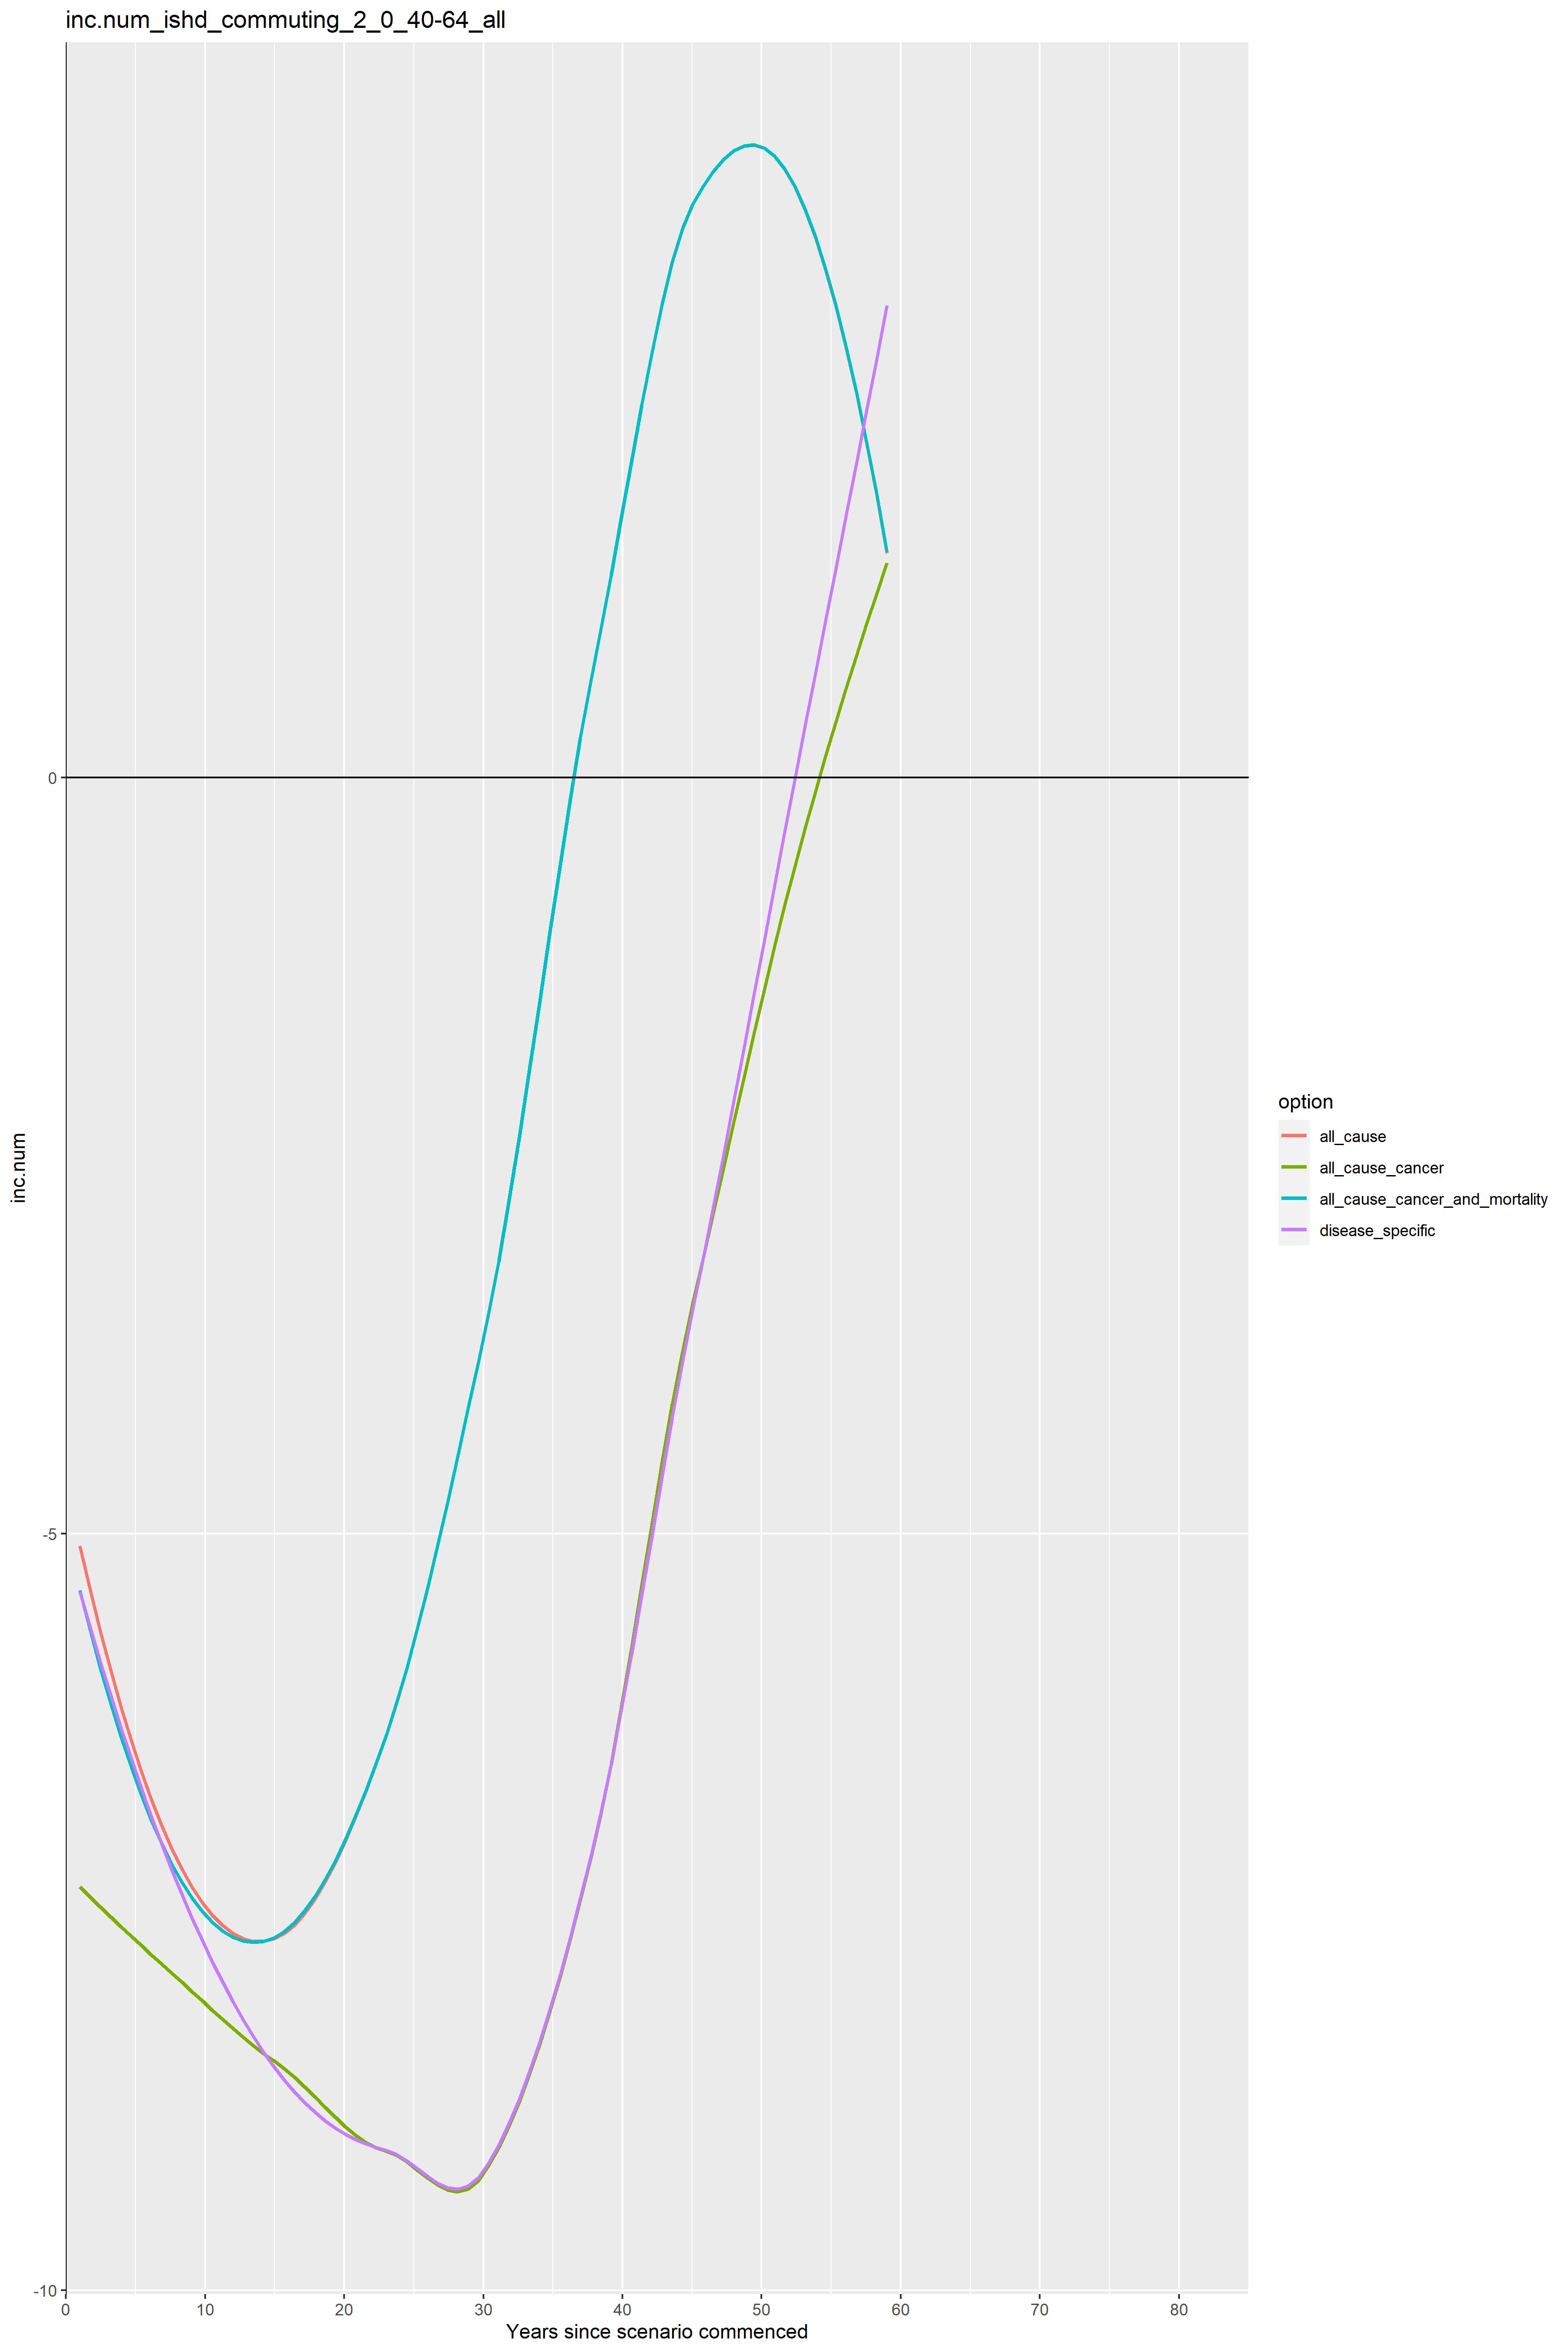 inc.num_ishd_commuting_2_0_40-64_all
inc.num
0
-5
-10
0 10 20 30 40 50 60 70 80
Years since scenario commenced
option
all_cause
all_cause_cancer
all_cause_cancer_and_mortality
disease_specific